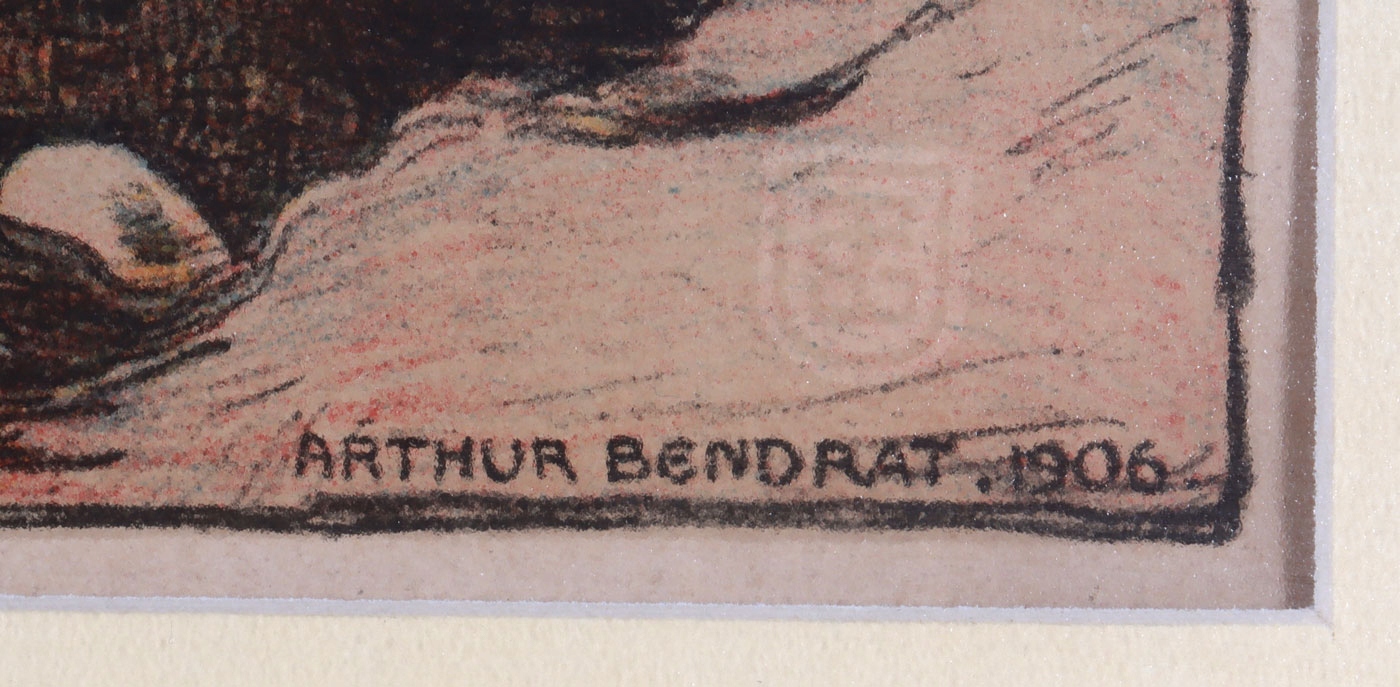 ARTHUR BENDRAT . 1906